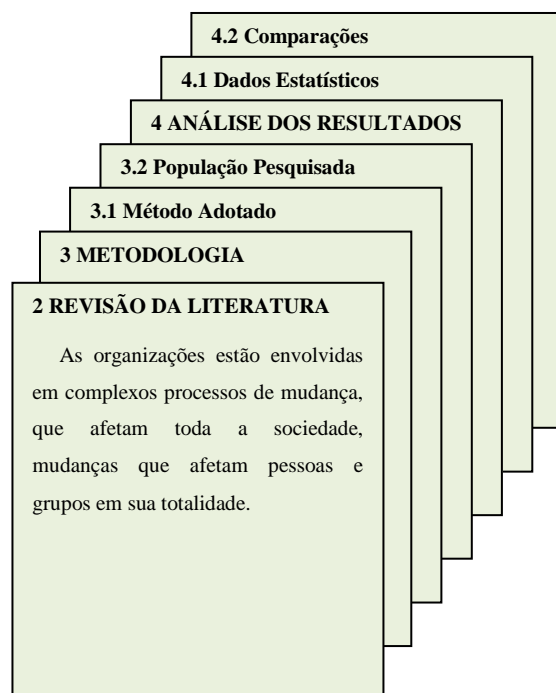 4.2 Comparações
4.1 Dados Estatísticos
4 ANÁLISE DOS RESULTADOS
3.2 População Pesquisada
3.1 Método Adotado
3 METODOLOGIA
2 REVISÃO DA LITERATURA
As organizações estão envolvidas
em complexos processos de mudança,
que afetam toda a sociedade,
mudanças que afetam pessoas e
grupos em sua totalidade.